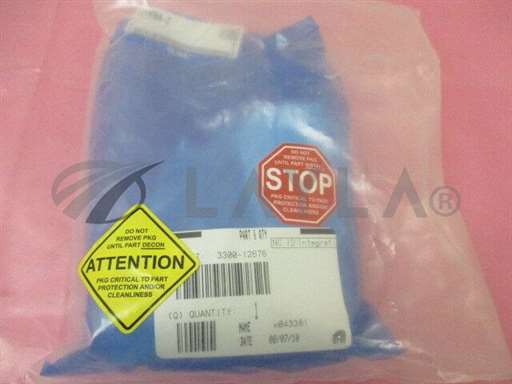 DO NOT
REMOVE PKG
UNTIL PART
STOP
PKG CRITICAL TO PART
PROTECTION AND/OR
CLEANLINESS
DO NOT
REMOVE PKG
UNTIL PART DECON
ATTENTION
PKG CRITICAL TO PART
PROTECTION AND/OR
CLEANLINESS
PART & QTY
3300-12676
(Q) QUANTITY 1
NAME
DATE 08/07/10